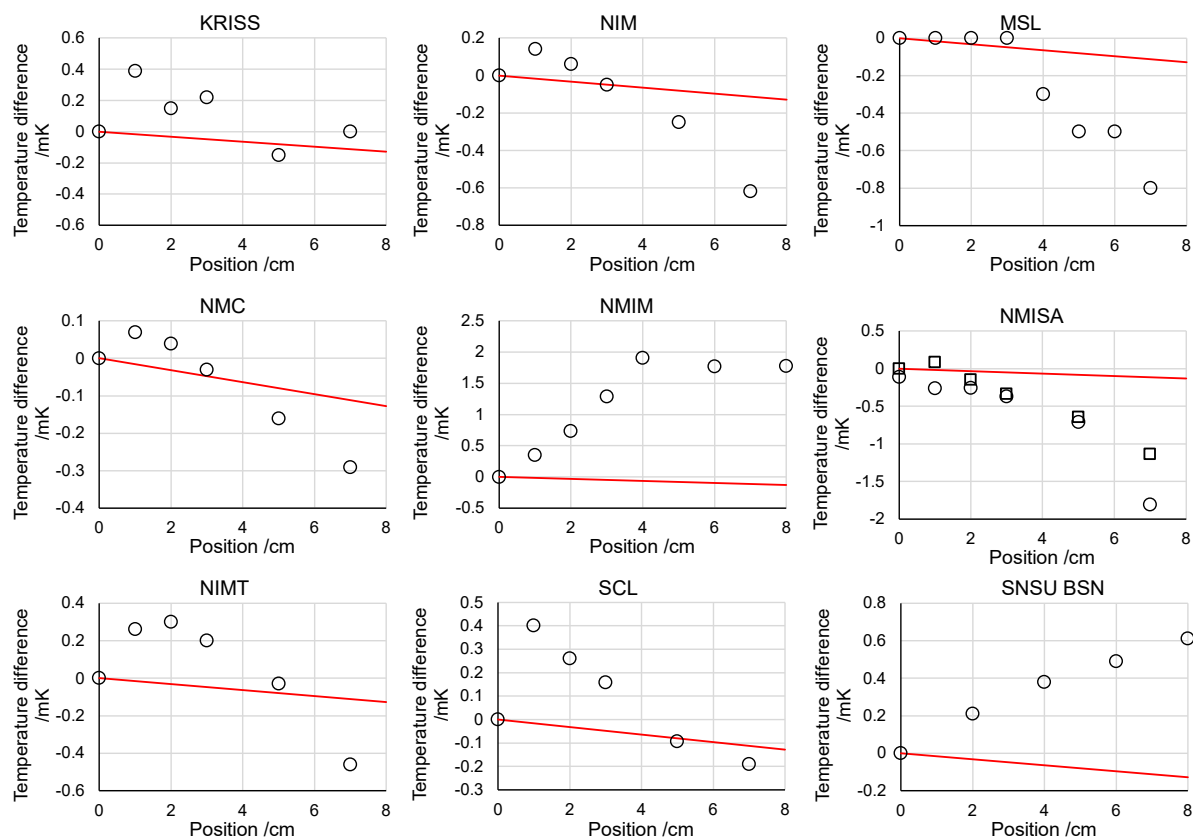 KRISS
Temperature difference
/mK
0.6
0.4
0.2
0
-0.2
-0.4
-0.6
0 2 4 6 8
Position /cm
NIM
Temperature difference
/mK
0.2
0
-0.2
-0.4
-0.6
-0.8
0 2 4 6 8
Position /cm
MSL
Temperature difference
/mK
0
-0.2
-0.4
-0.6
-0.8
-1
0 2 4 6 8
Position /cm
NMC
Temperature difference
/mK
0.1
0
-0.1
-0.2
-0.3
-0.4
0 2 4 6 8
Position /cm
NMIM
Temperature difference
/mK
2.5
2
1.5
1
0.5
0
-0.5
0 2 4 6 8
Position /cm
NMISA
Temperature difference
/mK
0.5
0
-0.5
-1
-1.5
-2
0 2 4 6 8
Position /cm
NIMT
Temperature difference
/mK
0.4
0.2
0
-0.2
-0.4
-0.6
0 2 4 6 8
Position /cm
SCL
Temperature difference
/mK
0.5
0.4
0.3
0.2
0.1
0
-0.1
-0.2
-0.3
0 2 4 6 8
Position /cm
SNSU BSN
Temperature difference
/mK
0.8
0.6
0.4
0.2
0
-0.2
0 2 4 6 8
Position /cm